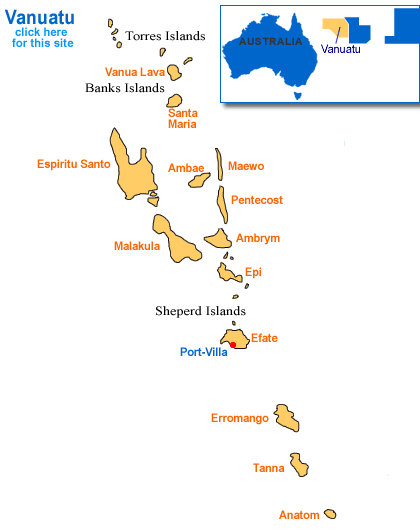 Vanuatu
click here
for this site
Torres Islands
AUSTRALIA
Vanuatu
Vanua Lava
Banks Islands
Santa
Maria
Espiritu Santo
Ambae
Maewo
Pentecost
Malakula
Ambrym
Epi
Sheperd Islands
Efate
Port-Villa
Erromango
Tanna
Anatom